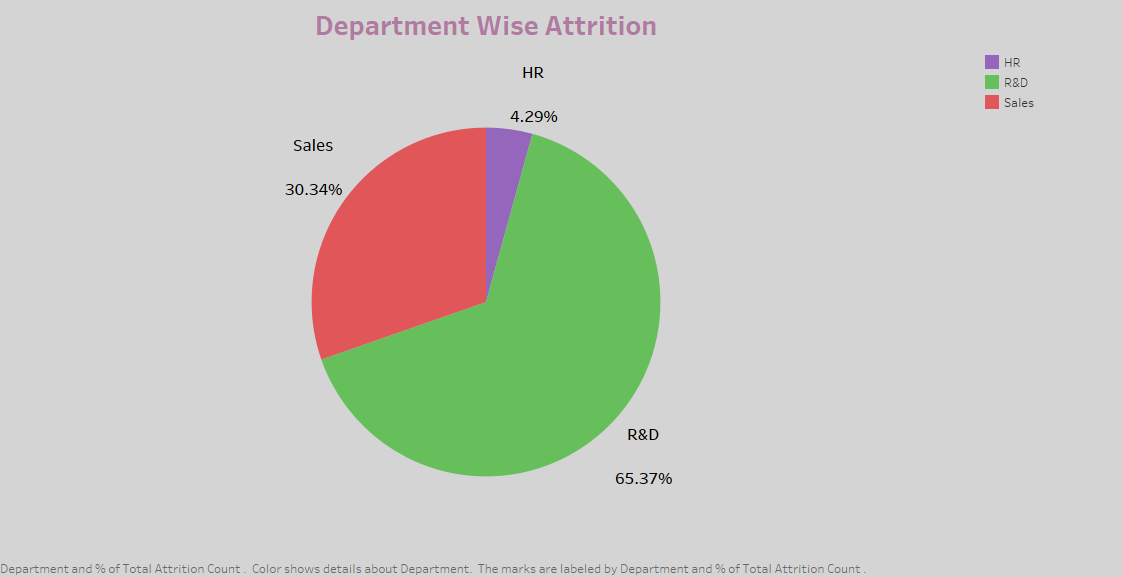 Department Wise Attrition
HR
R&D
Sales
HR
4.29%
Sales
30.34%
R&D
65.37%
Department and % of Total Attrition Count .  Color shows details about Department.  The marks are labeled by Department and % of Total Attrition Count .